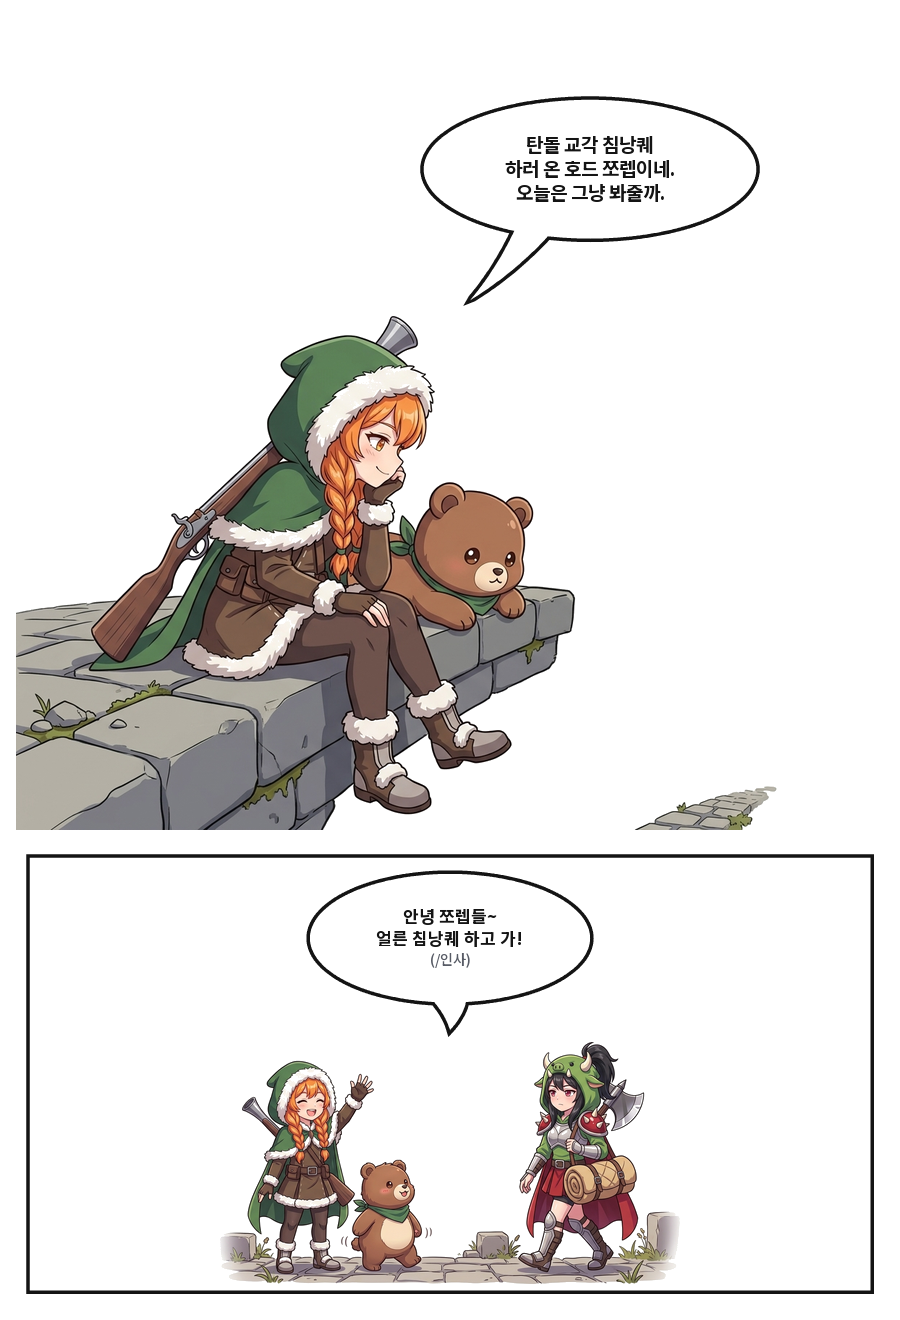 탄돌 교각 침낭퀘
하러 온 호드 쪼렙이네.
오늘은 그냥 봐줄까.
안녕 쪼렙들~
얼른 침낭퀘 하고 가!
(/인사)